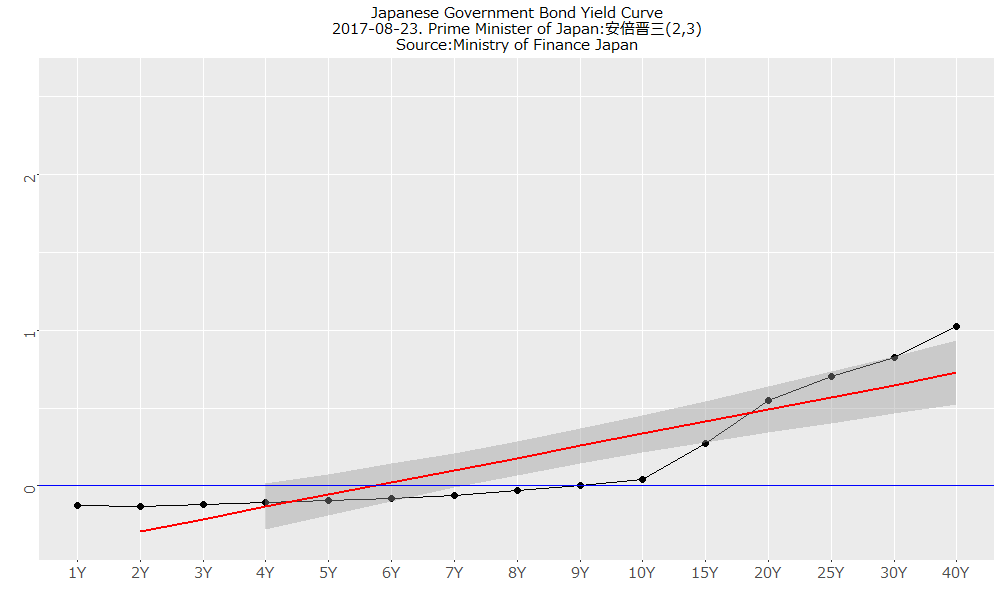 Japanese Government Bond Yield Curve
2017-08-23. Prime Minister of Japan:安倍晋三(2,3)
Source:Ministry of Finance Japan
2
1
0
1Y 2Y 3Y 4Y 5Y 6Y 7Y 8Y 9Y 10Y 15Y 20Y 25Y 30Y 40Y